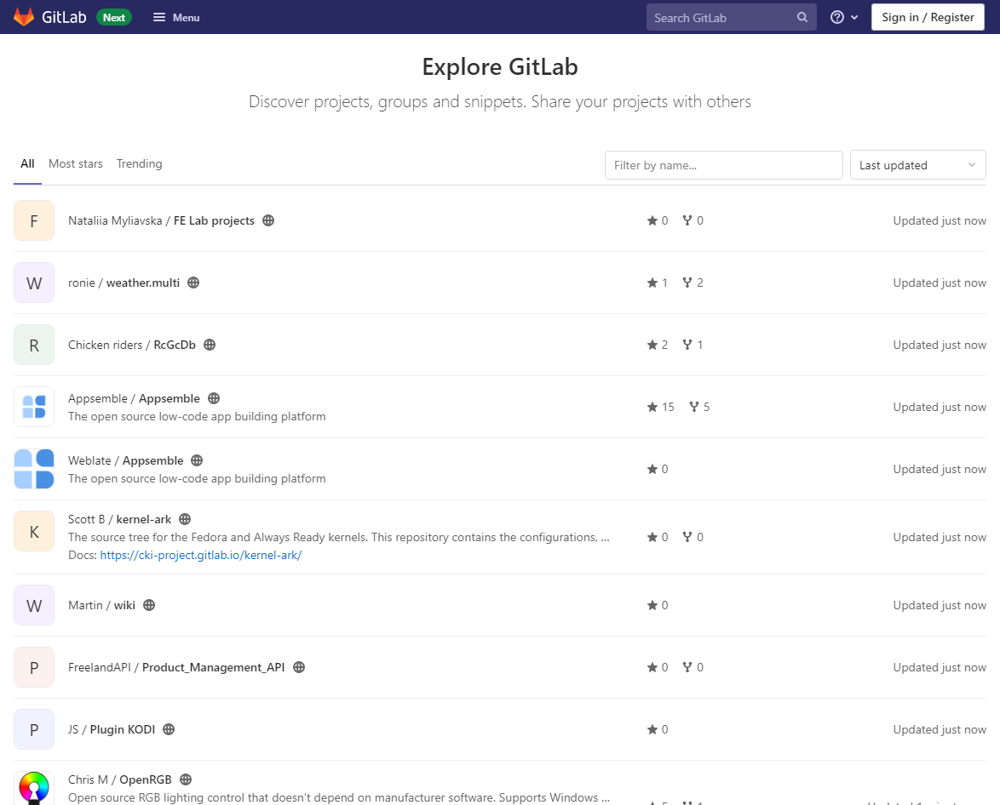 GitLab Next Menu Search GitLab Sign in / Register
Explore GitLab
Discover projects, groups and snippets. Share your projects with others
All Most stars Trending Filter by name... Last updated
F Nataliia Myliavska / FE Lab projects 0 0 Updated just now
W ronie / weather.multi 1 2 Updated just now
R Chicken riders / RcGcDb 2 1 Updated just now
Appsemble / Appsemble
The open source low-code app building platform 15 5 Updated just now
Weblate / Appsemble
The open source low-code app building platform 0 Updated just now
Scott B / kernel-ark
K The source tree for the Fedora and Always Ready kernels. This repository contains the configurations, ... 0 0 Updated just now
Docs: https://cki-project.gitlab.io/kernel-ark/
W Martin / wiki 0 Updated just now
P FreelandAPI / Product_Management_API 0 0 Updated just now
P JS / Plugin KODI 0 Updated just now
Chris M / OpenRGB
Open source RGB lighting control that doesn't depend on manufacturer software. Supports Windows ...